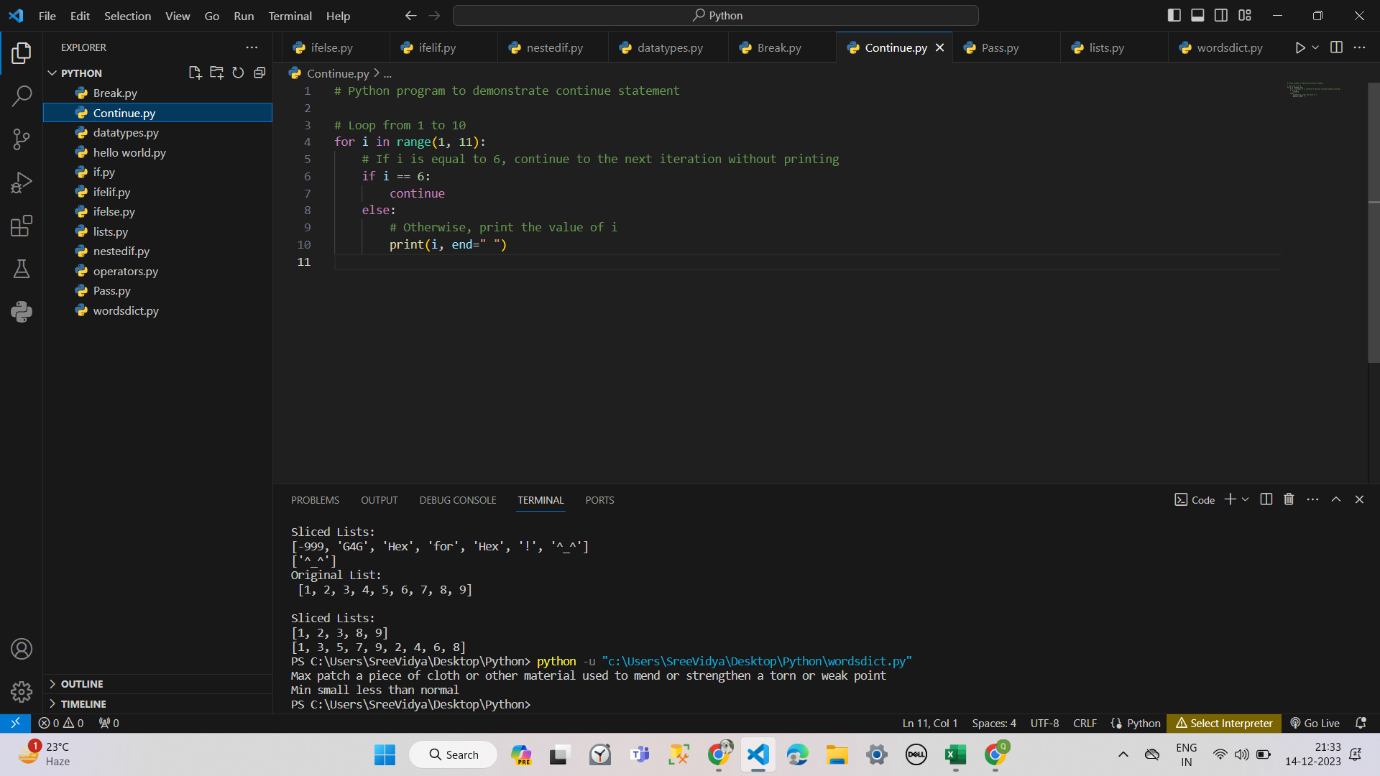 File Edit Selection View Go Run Terminal Help
Python
EXPLORER
PYTHON
Break.py
Continue.py
datatypes.py
hello world.py
if.py
ifelif.py
ifelse.py
lists.py
nestedif.py
operators.py
Pass.py
wordsdict.py
OUTLINE
TIMELINE
ifelse.py ifelif.py nestedif.py datatypes.py Break.py Continue.py Pass.py lists.py wordsdict.py
Continue.py > ...
1 # Python program to demonstrate continue statement
2
3 # Loop from 1 to 10
4 for i in range(1, 11):
5 # If i is equal to 6, continue to the next iteration without printing
6 if i == 6:
7 continue
8 else:
9 # Otherwise, print the value of i
10 print(i, end=" ")
11
PROBLEMS OUTPUT DEBUG CONSOLE TERMINAL PORTS
Code
Sliced Lists:
[-999, 'G4G', 'Hex', 'for', 'Hex', '!', '^_^']
['^_^']
Original List:
[1, 2, 3, 4, 5, 6, 7, 8, 9]
Sliced Lists:
[1, 2, 3, 8, 9]
[1, 3, 5, 7, 9, 2, 4, 6, 8]
PS C:\Users\SreeVidya\Desktop\Python> python -u "c:\Users\SreeVidya\Desktop\Python\wordsdict.py"
Max patch a piece of cloth or other material used to mend or strengthen a torn or weak point
Min small less than normal
PS C:\Users\SreeVidya\Desktop\Python>
0 0 0 Ln 11, Col 1 Spaces: 4 UTF-8 CRLF Python Select Interpreter Go Live
1 23°C
Haze
Search
PRE
DELL
Q
ENG
IN
21:33
14-12-2023